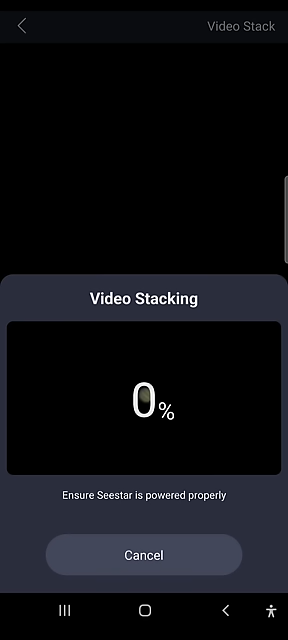 Video Stack
Video Stacking
0%
Ensure Seestar is powered properly
Cancel